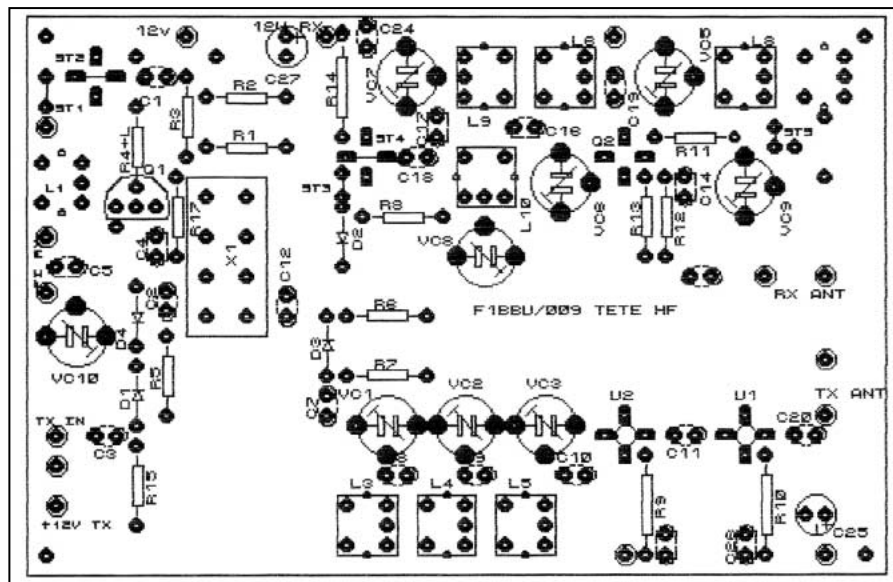 12v
12V RX
C24
ST2
C1
C27
R14
VC7
L6
C19
VC5
L8
R2
R3
ST1
R1
R4+L
Q1
L1
C17
ST4
C18
L9
C16
Q2
R11
ST5
R17
X1
ST3
R8
D2
L10
VC6
R13
R12
C14
VC9
C4
C5
C12
VC8
RX ANT
C2
R6
F1BBU/009 TETE HF
D4
VC10
D3
R7
R5
D1
VC1
VC2
VC3
U2
U1
TX ANT
TX IN
C3
C11
C20
C10
R15
L3
L4
L5
R9
R10
+12V TX
C26
C25